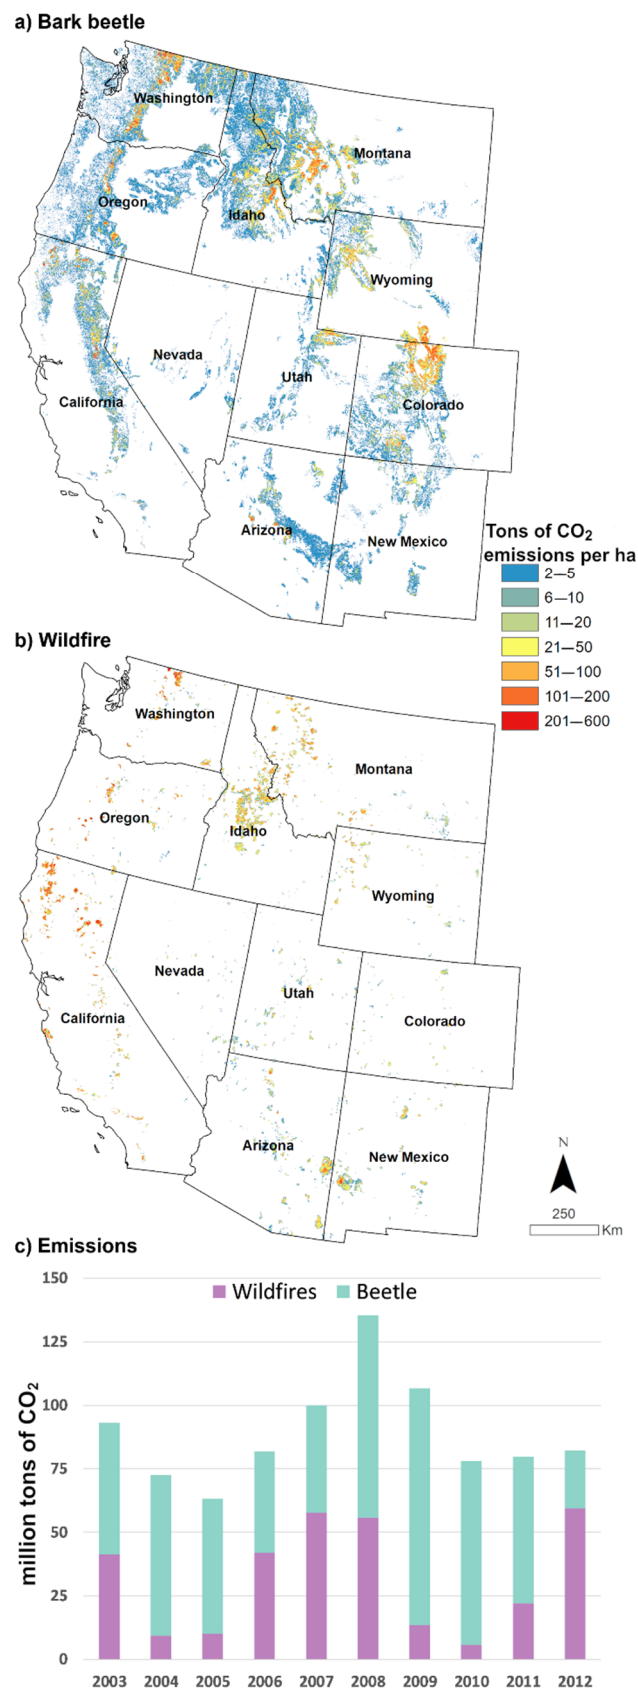 a) Bark beetle
Washington
Montana
Oregon
Idaho
Wyoming
Nevada
Utah
California
Colorado
Arizona
New Mexico
Tons of CO₂
emissions per ha
2—5
6—10
11—20
21—50
51—100
101—200
201—600
b) Wildfire
Washington
Montana
Oregon
Idaho
Wyoming
Nevada
Utah
California
Colorado
Arizona
New Mexico
N
250
Km
c) Emissions
Wildfires
Beetle
million tons of CO₂
150
125
100
75
50
25
0
2003 2004 2005 2006 2007 2008 2009 2010 2011 2012